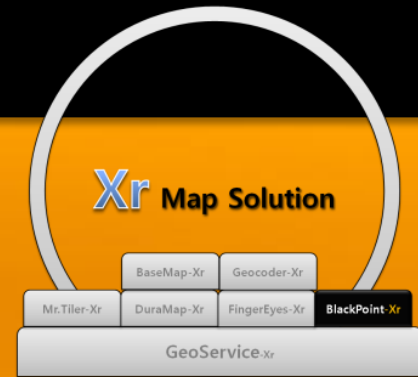 Xr Map Solution
BaseMap-Xr Geocoder-Xr
Mr.Tiler-Xr DuraMap-Xr FingerEyes-Xr BlackPoint-Xr
GeoService-Xr